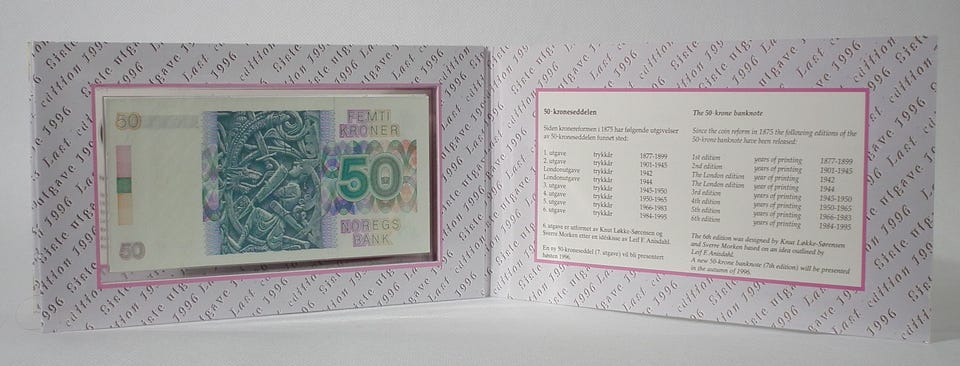 Siste utgave 1996
Last edition 1996
50
FEMTI
KRONER
50
NOREGS
BANK
50
50-kroneseddelen
Siden kronereformen i 1875 har følgende utgivelser
av 50-kroneseddelen funnet sted:
1. utgave trykkår 1877-1899
2. utgave trykkår 1901-1945
Londonutgave trykkår 1942
Londonutgave trykkår 1944
3. utgave trykkår 1945-1950
4. utgave trykkår 1950-1965
5. utgave trykkår 1966-1983
6. utgave trykkår 1984-1995
6. utgave er utformet av Knut Løkke-Sørensen og
Sverre Morken etter en idéskisse av Leif F. Anisdahl.
En ny 50-kroneseddel (7. utgave) vil bli presentert
høsten 1996.
The 50-krone banknote
Since the coin reform in 1875 the following editions of the
50-krone banknote have been released:
1st edition years of printing 1877-1899
2nd edition years of printing 1901-1945
The London edition year of printing 1942
The London edition year of printing 1944
3rd edition years of printing 1945-1950
4th edition years of printing 1950-1965
5th edition years of printing 1966-1983
6th edition years of printing 1984-1995
The 6th edition was designed by Knut Løkke-Sørensen
and Sverre Morken based on an idea outlined by
Leif F. Anisdahl.
A new 50-krone banknote (7th edition) will be presented
in the autumn of 1996.